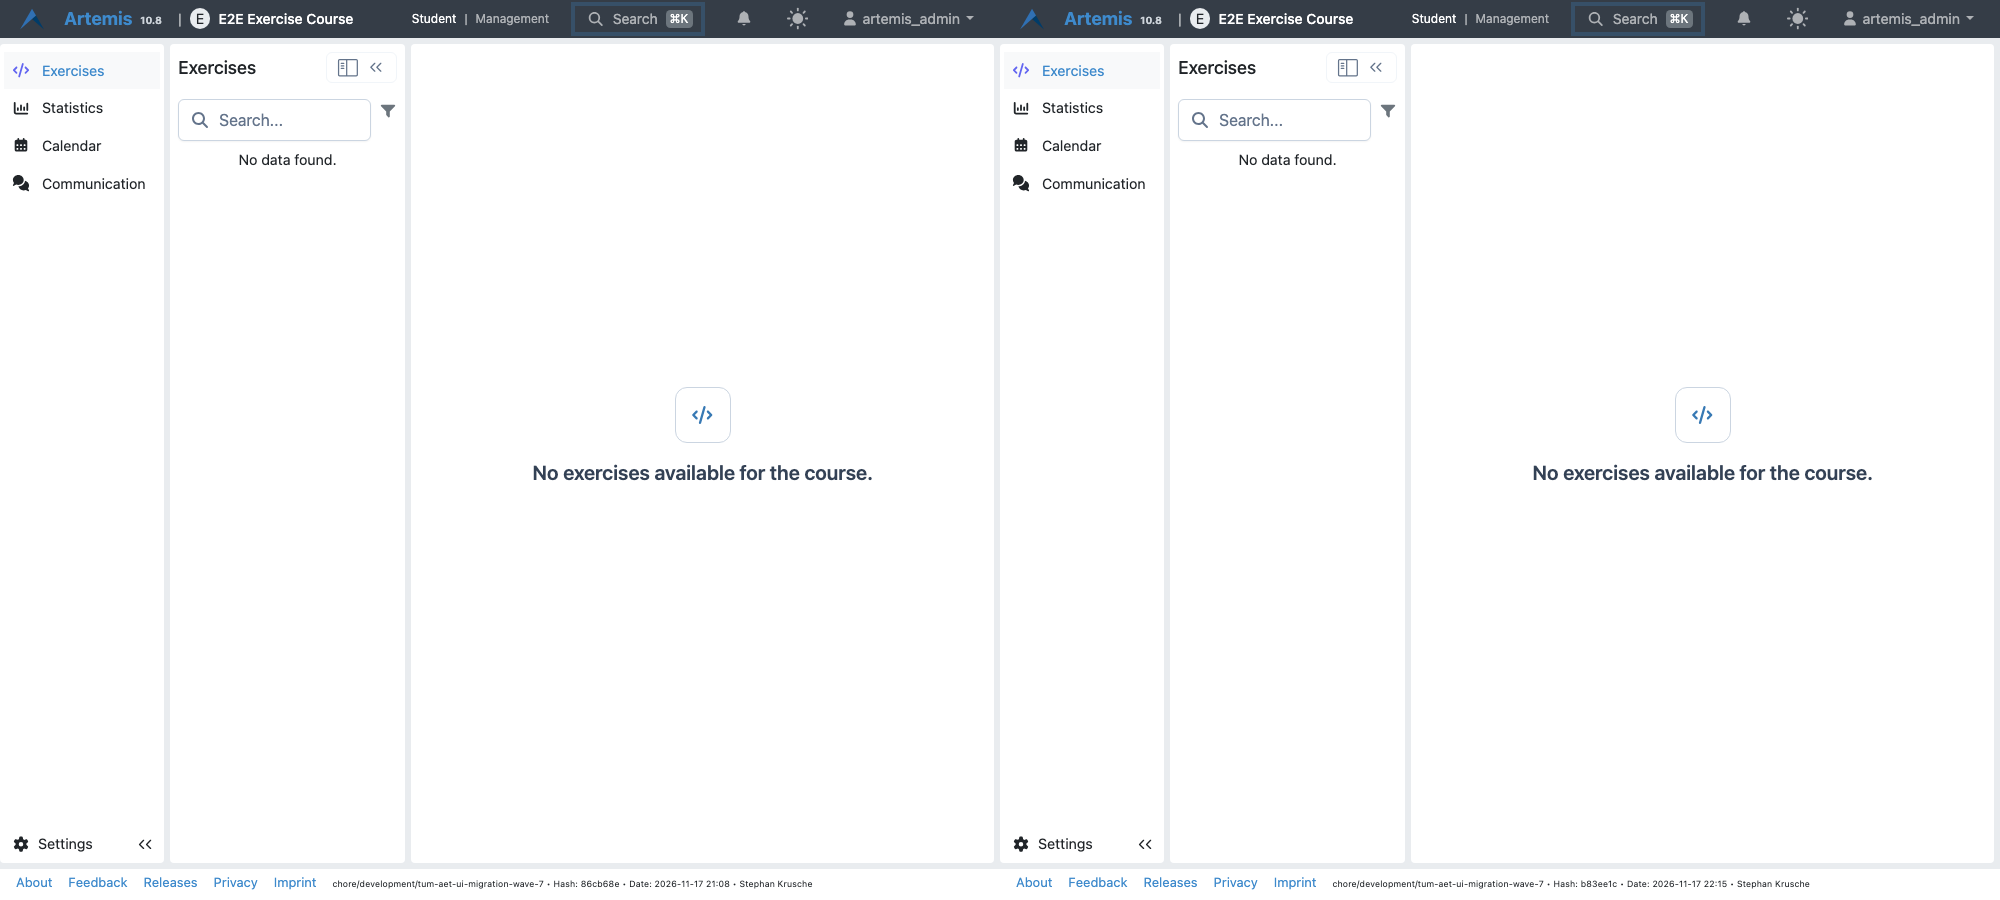 Artemis 10.8 | E E2E Exercise Course Student | Management Search ⌘K artemis_admin
Exercises
Statistics
Calendar
Communication
Settings
Exercises
Search...
No data found.
</>
No exercises available for the course.
About Feedback Releases Privacy Imprint chore/development/tum-aet-ui-migration-wave-7 • Hash: 86cb68e • Date: 2026-11-17 21:08 • Stephan Krusche
Artemis 10.8 | E E2E Exercise Course Student | Management Search ⌘K artemis_admin
Exercises
Statistics
Calendar
Communication
Settings
Exercises
Search...
No data found.
</>
No exercises available for the course.
About Feedback Releases Privacy Imprint chore/development/tum-aet-ui-migration-wave-7 • Hash: b83ee1c • Date: 2026-11-17 22:15 • Stephan Krusche